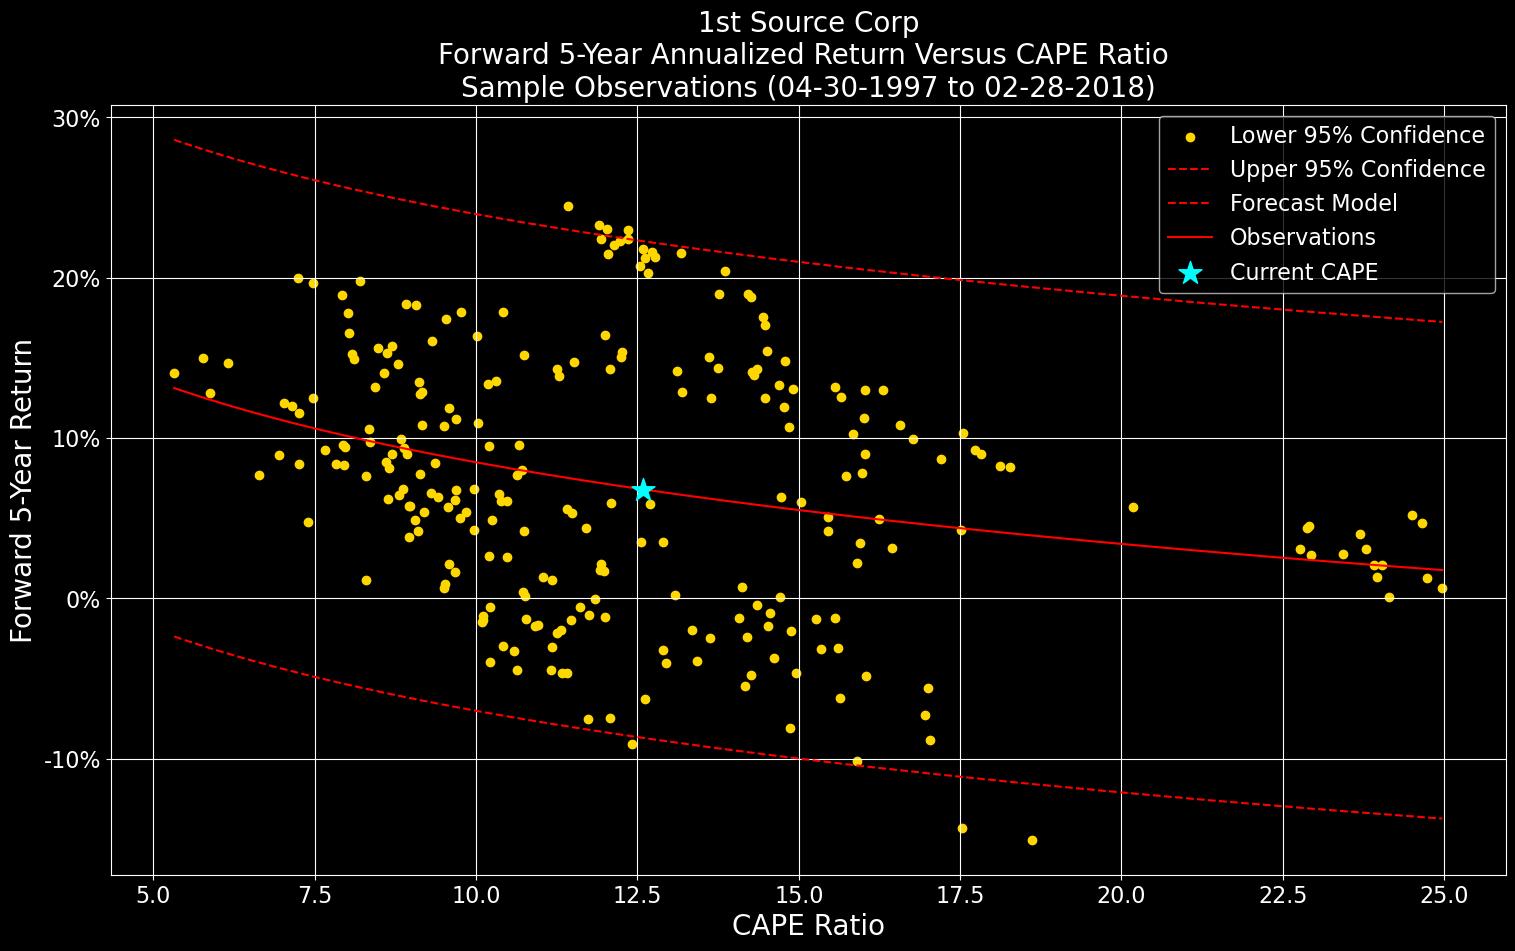 1st Source Corp
Forward 5-Year Annualized Return Versus CAPE Ratio
Sample Observations (04-30-1997 to 02-28-2018)
Lower 95% Confidence
Upper 95% Confidence
Forecast Model
Observations
Current CAPE
Forward 5-Year Return
30%
20%
10%
0%
-10%
5.0
7.5
10.0
12.5
15.0
17.5
20.0
22.5
25.0
CAPE Ratio